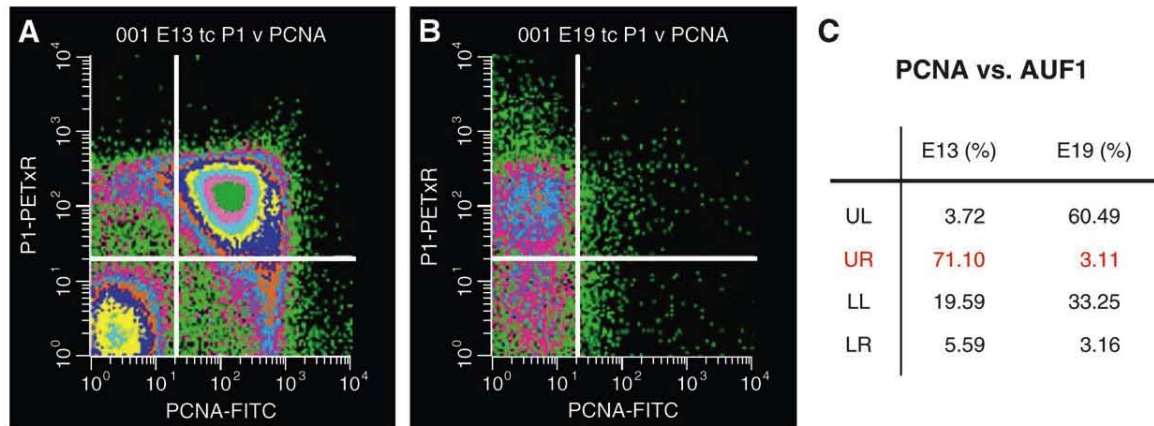 A
001 E13 tc P1 v PCNA
P1-PETxR
10^4
10^3
10^2
10^1
10^0
10^0 10^1 10^2 10^3 10^4
PCNA-FITC
B
001 E19 tc P1 v PCNA
P1-PETxR
10^4
10^3
10^2
10^1
10^0
10^0 10^1 10^2 10^3 10^4
PCNA-FITC
C
PCNA vs. AUF1
E13 (%) E19 (%)
UL 3.72 60.49
UR 71.10 3.11
LL 19.59 33.25
LR 5.59 3.16